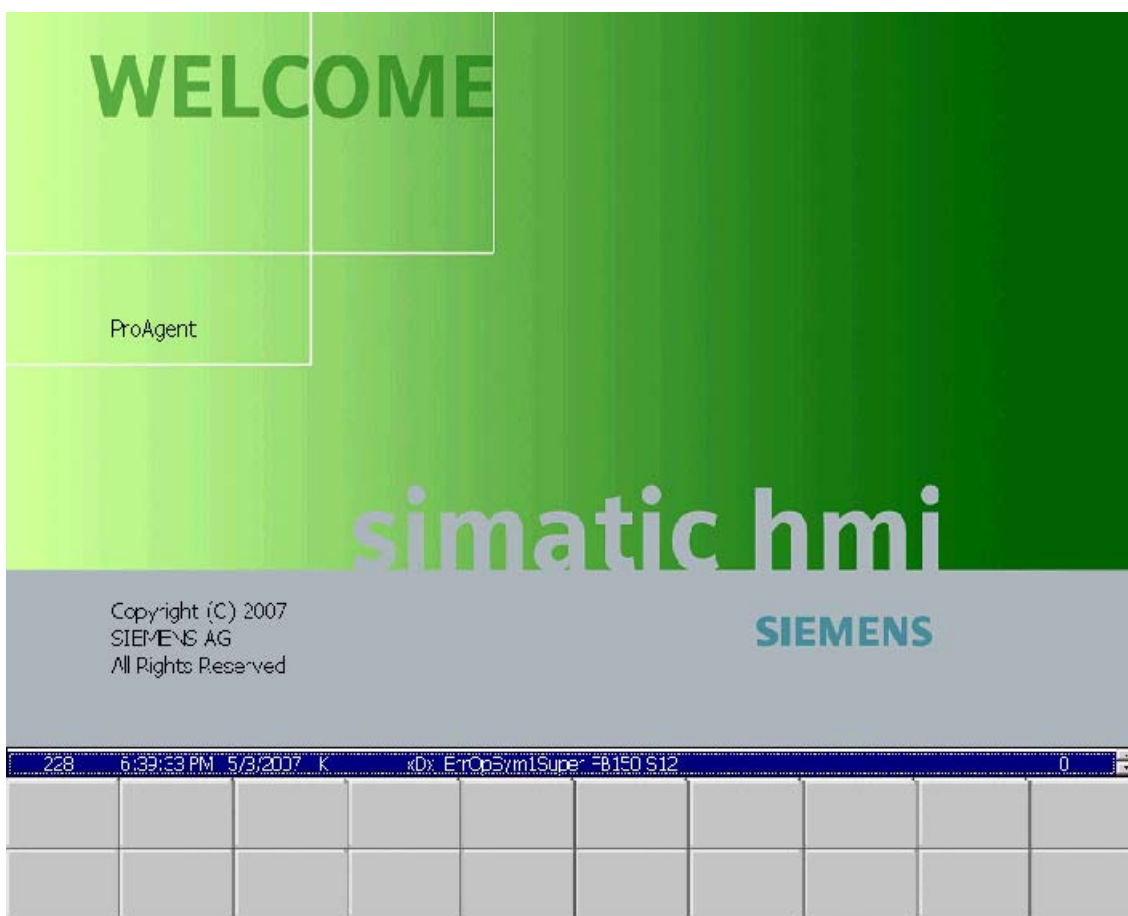 WELCOME
ProAgent
simatic hmi
Copyright (C) 2007
SIEMENS AG
All Rights Reserved
SIEMENS
228 6:39:33 PM 5/3/2007 K xDx ErrOpSym1Super FB150 S12 0